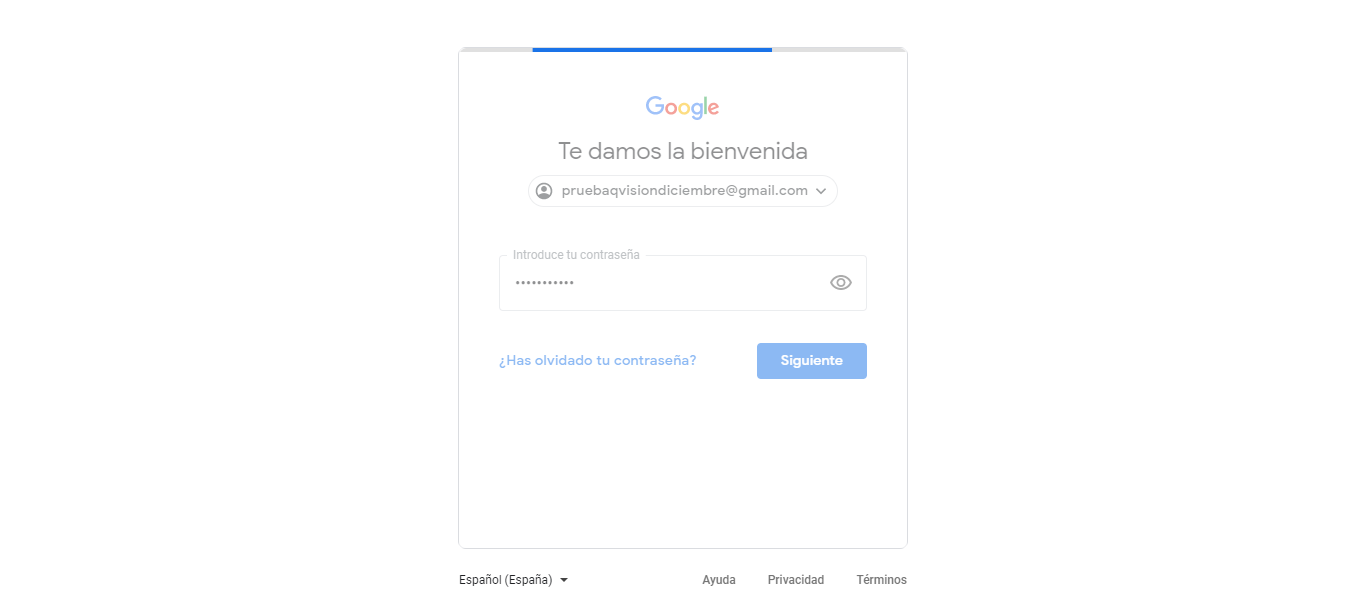 Google
Te damos la bienvenida
pruebaqvisiondiciembre@gmail.com
Introduce tu contraseña
•••••••••••
¿Has olvidado tu contraseña?
Siguiente
Español (España)
Ayuda
Privacidad
Términos